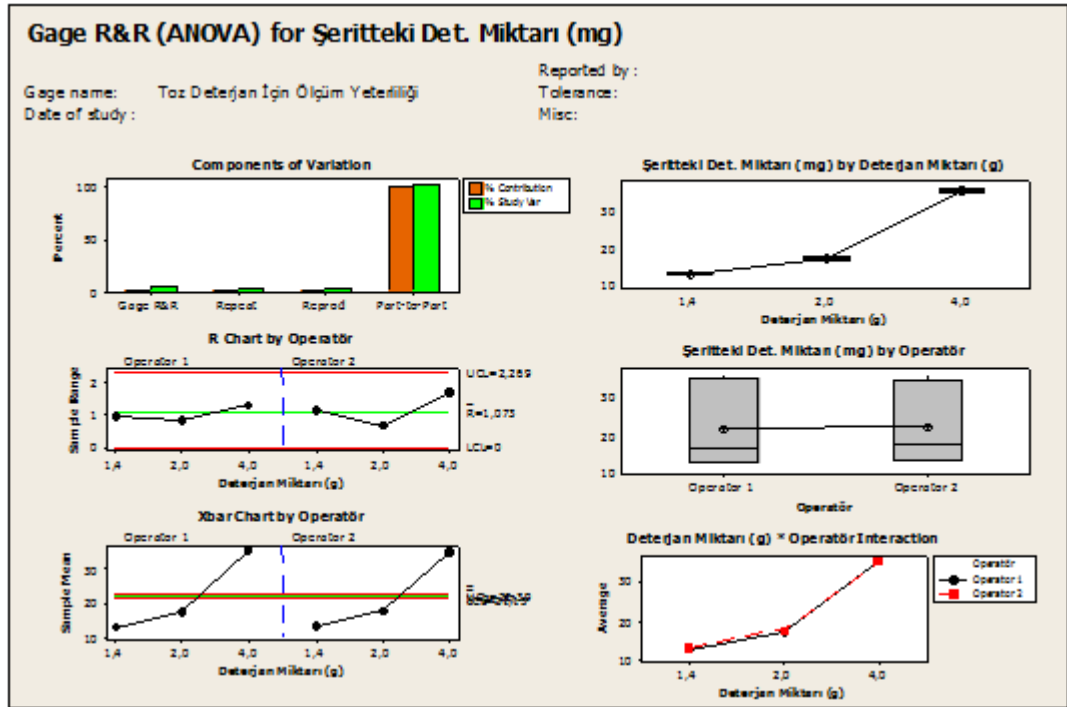 Gage R&R (ANOVA) for Şeritteki Det. Miktarı (mg)
Reported by :
Gage name: Toz Deterjan İçin Ölçüm Yeterliliği
Tolerance:
Date of study :
Misc:
Components of Variation
Percent
100
50
0
Gage R&R Repeat Reprod Part-to-Part
% Contribution
% Study Var
Şeritteki Det. Miktarı (mg) by Deterjan Miktarı (g)
30
20
10
1,4 2,0 4,0
Deterjan Miktarı (g)
R Chart by Operatör
Operator 1 Operator 2
Sample Range
2
1
0
UCL=2,269
R=1,073
LCL=0
1,4 2,0 4,0 1,4 2,0 4,0
Deterjan Miktarı (g)
Şeritteki Det. Miktarı (mg) by Operatör
30
20
10
Operator 1 Operator 2
Operatör
Xbar Chart by Operatör
Operator 1 Operator 2
Sample Mean
30
20
10
1,4 2,0 4,0 1,4 2,0 4,0
Deterjan Miktarı (g)
Deterjan Miktarı (g) * Operatör Interaction
Average
30
20
10
1,4 2,0 4,0
Deterjan Miktarı (g)
Operatör
Operator 1
Operator 2